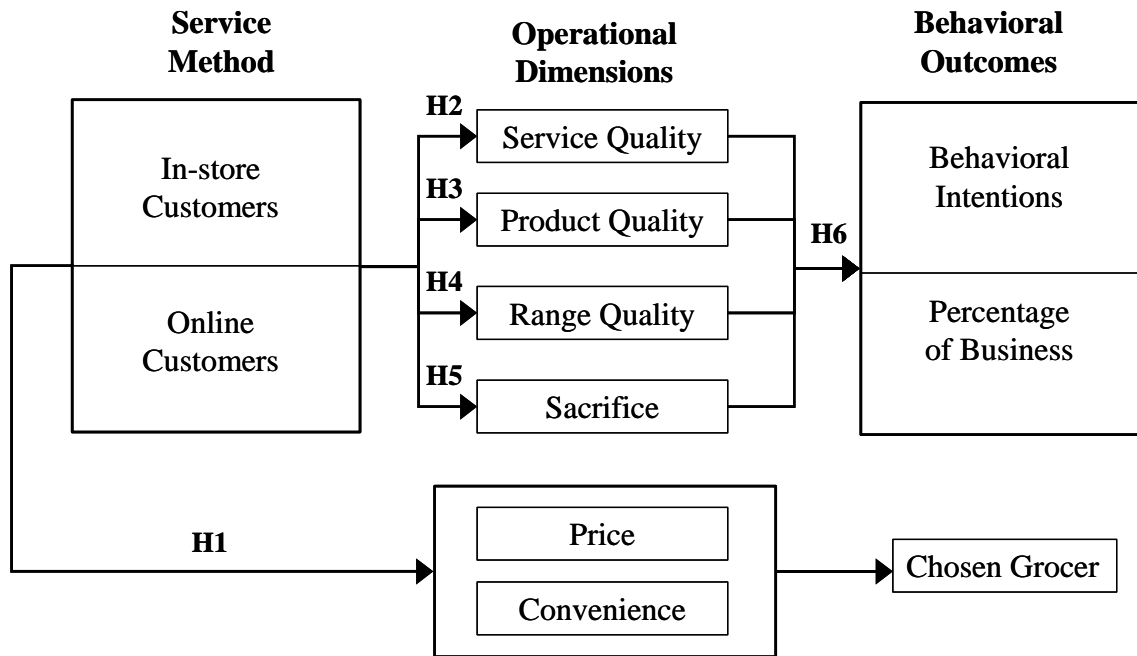 Service
Method
Operational
Dimensions
Behavioral
Outcomes
In-store
Customers
Online
Customers
H2
Service Quality
H3
Product Quality
H4
Range Quality
H5
Sacrifice
H6
Behavioral
Intentions
Percentage
of Business
H1
Price
Convenience
Chosen Grocer